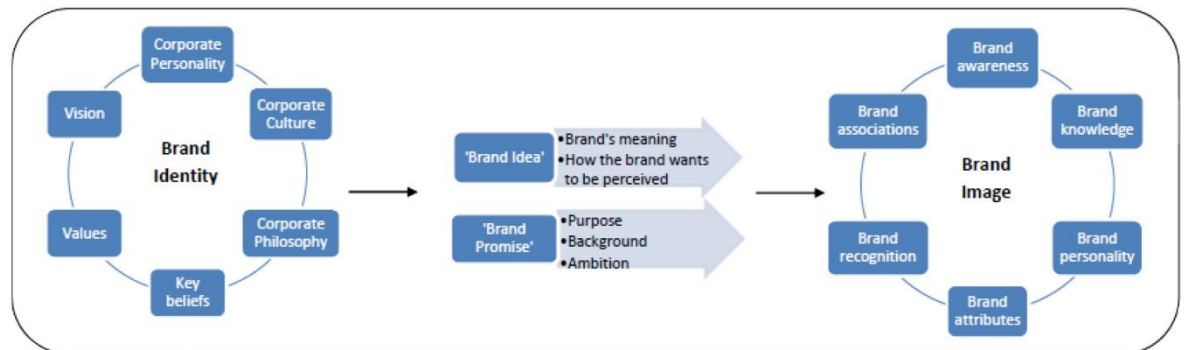 Corporate
Personality
Vision
Corporate
Culture
Brand
Identity
Values
Corporate
Philosophy
Key
beliefs
'Brand Idea'
•Brand's meaning
•How the brand wants
to be perceived
'Brand
Promise'
•Purpose
•Background
•Ambition
Brand
awareness
Brand
associations
Brand
knowledge
Brand
Image
Brand
recognition
Brand
personality
Brand
attributes